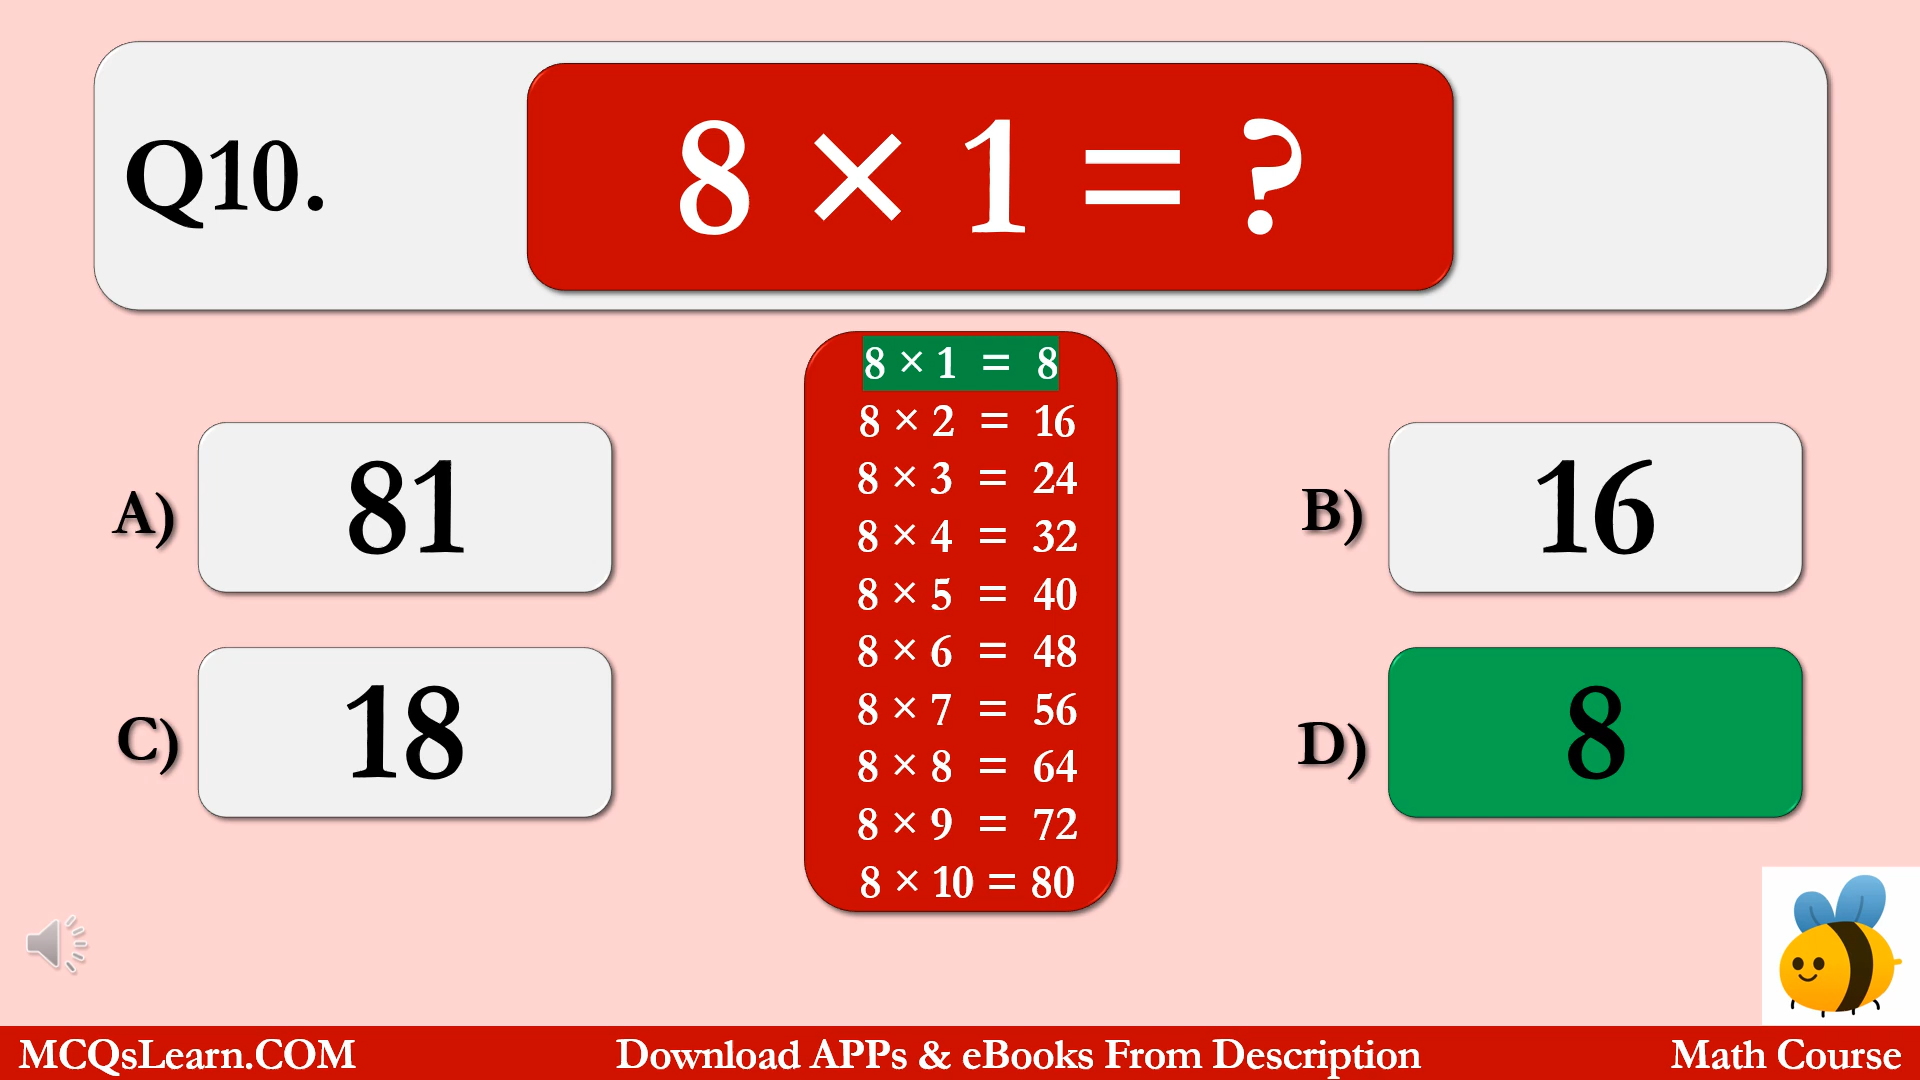 Q10.
8 × 1 = ?
8 × 1 = 8
8 × 2 = 16
8 × 3 = 24
8 × 4 = 32
8 × 5 = 40
8 × 6 = 48
8 × 7 = 56
8 × 8 = 64
8 × 9 = 72
8 × 10 = 80
A) 81
B) 16
C) 18
D) 8
MCQsLearn.COM
Download APPs & eBooks From Description
Math Course